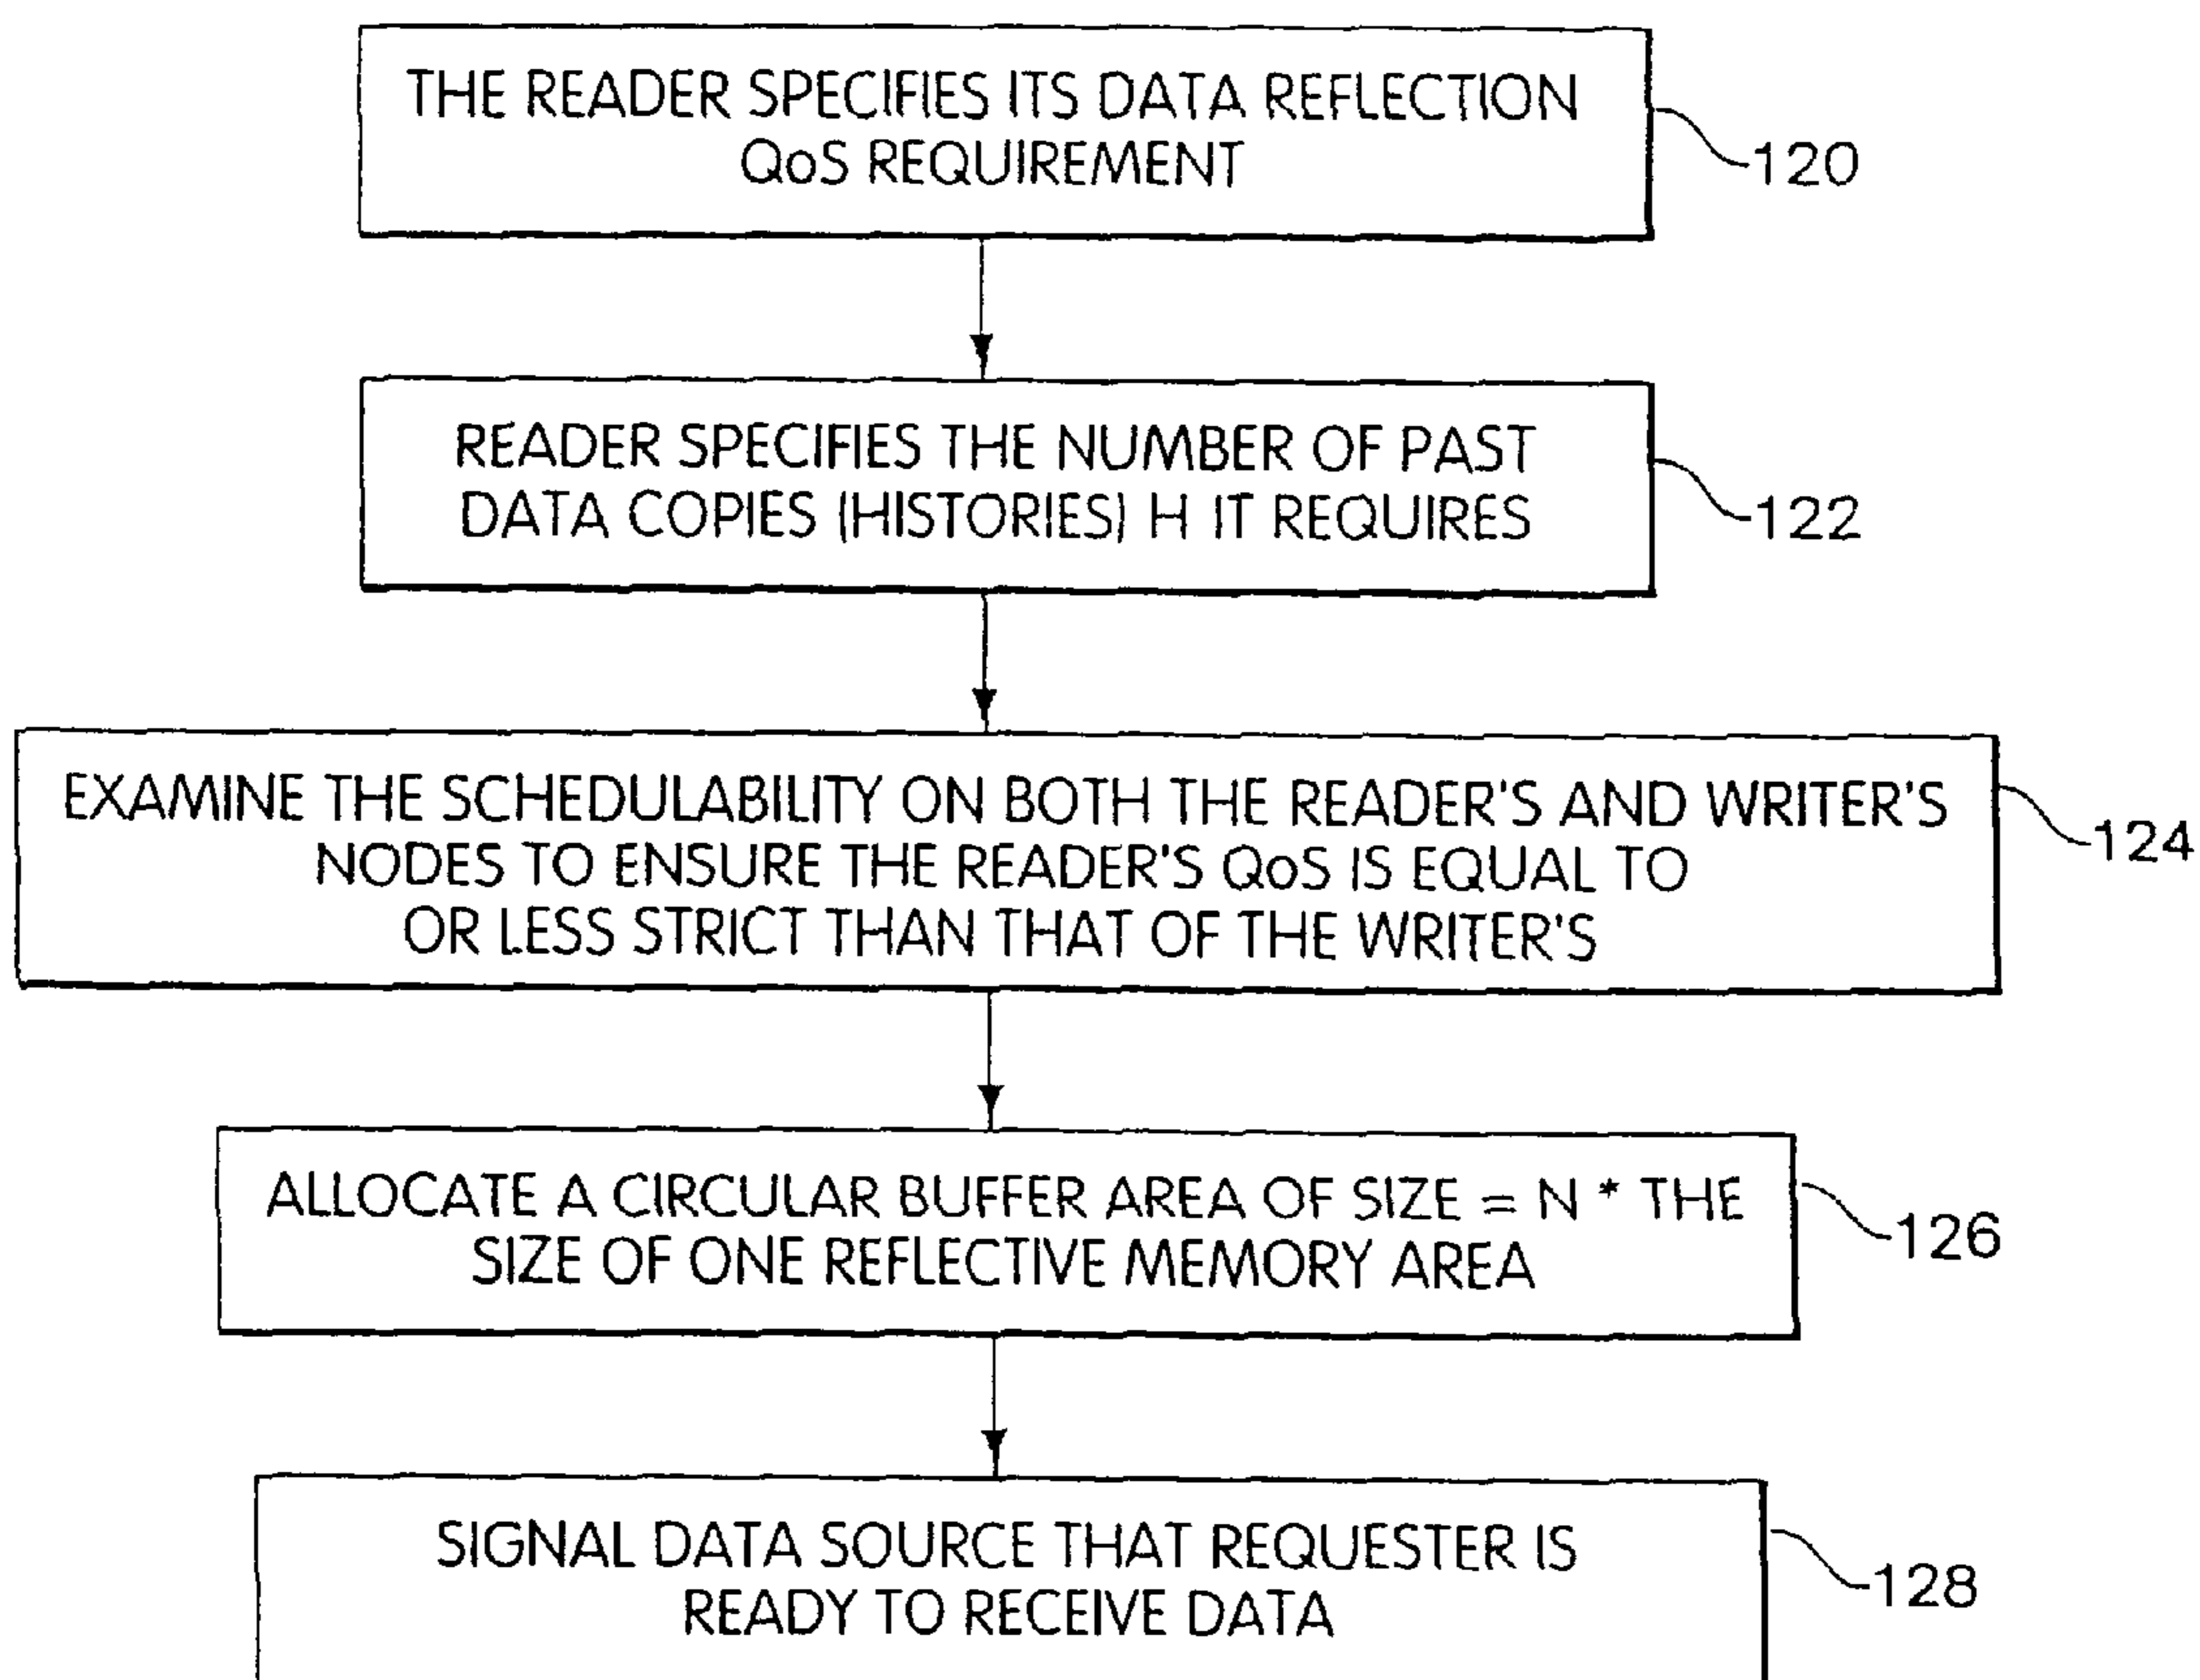 THE READER SPECIFIES ITS DATA REFLECTION
QoS REQUIREMENT
120
READER SPECIFIES THE NUMBER OF PAST
DATA COPIES (HISTORIES) H IT REQUIRES
122
EXAMINE THE SCHEDULABILITY ON BOTH THE READER'S AND WRITER'S
NODES TO ENSURE THE READER'S QoS IS EQUAL TO
OR LESS STRICT THAN THAT OF THE WRITER'S
124
ALLOCATE A CIRCULAR BUFFER AREA OF SIZE = N * THE
SIZE OF ONE REFLECTIVE MEMORY AREA
126
SIGNAL DATA SOURCE THAT REQUESTER IS
READY TO RECEIVE DATA
128